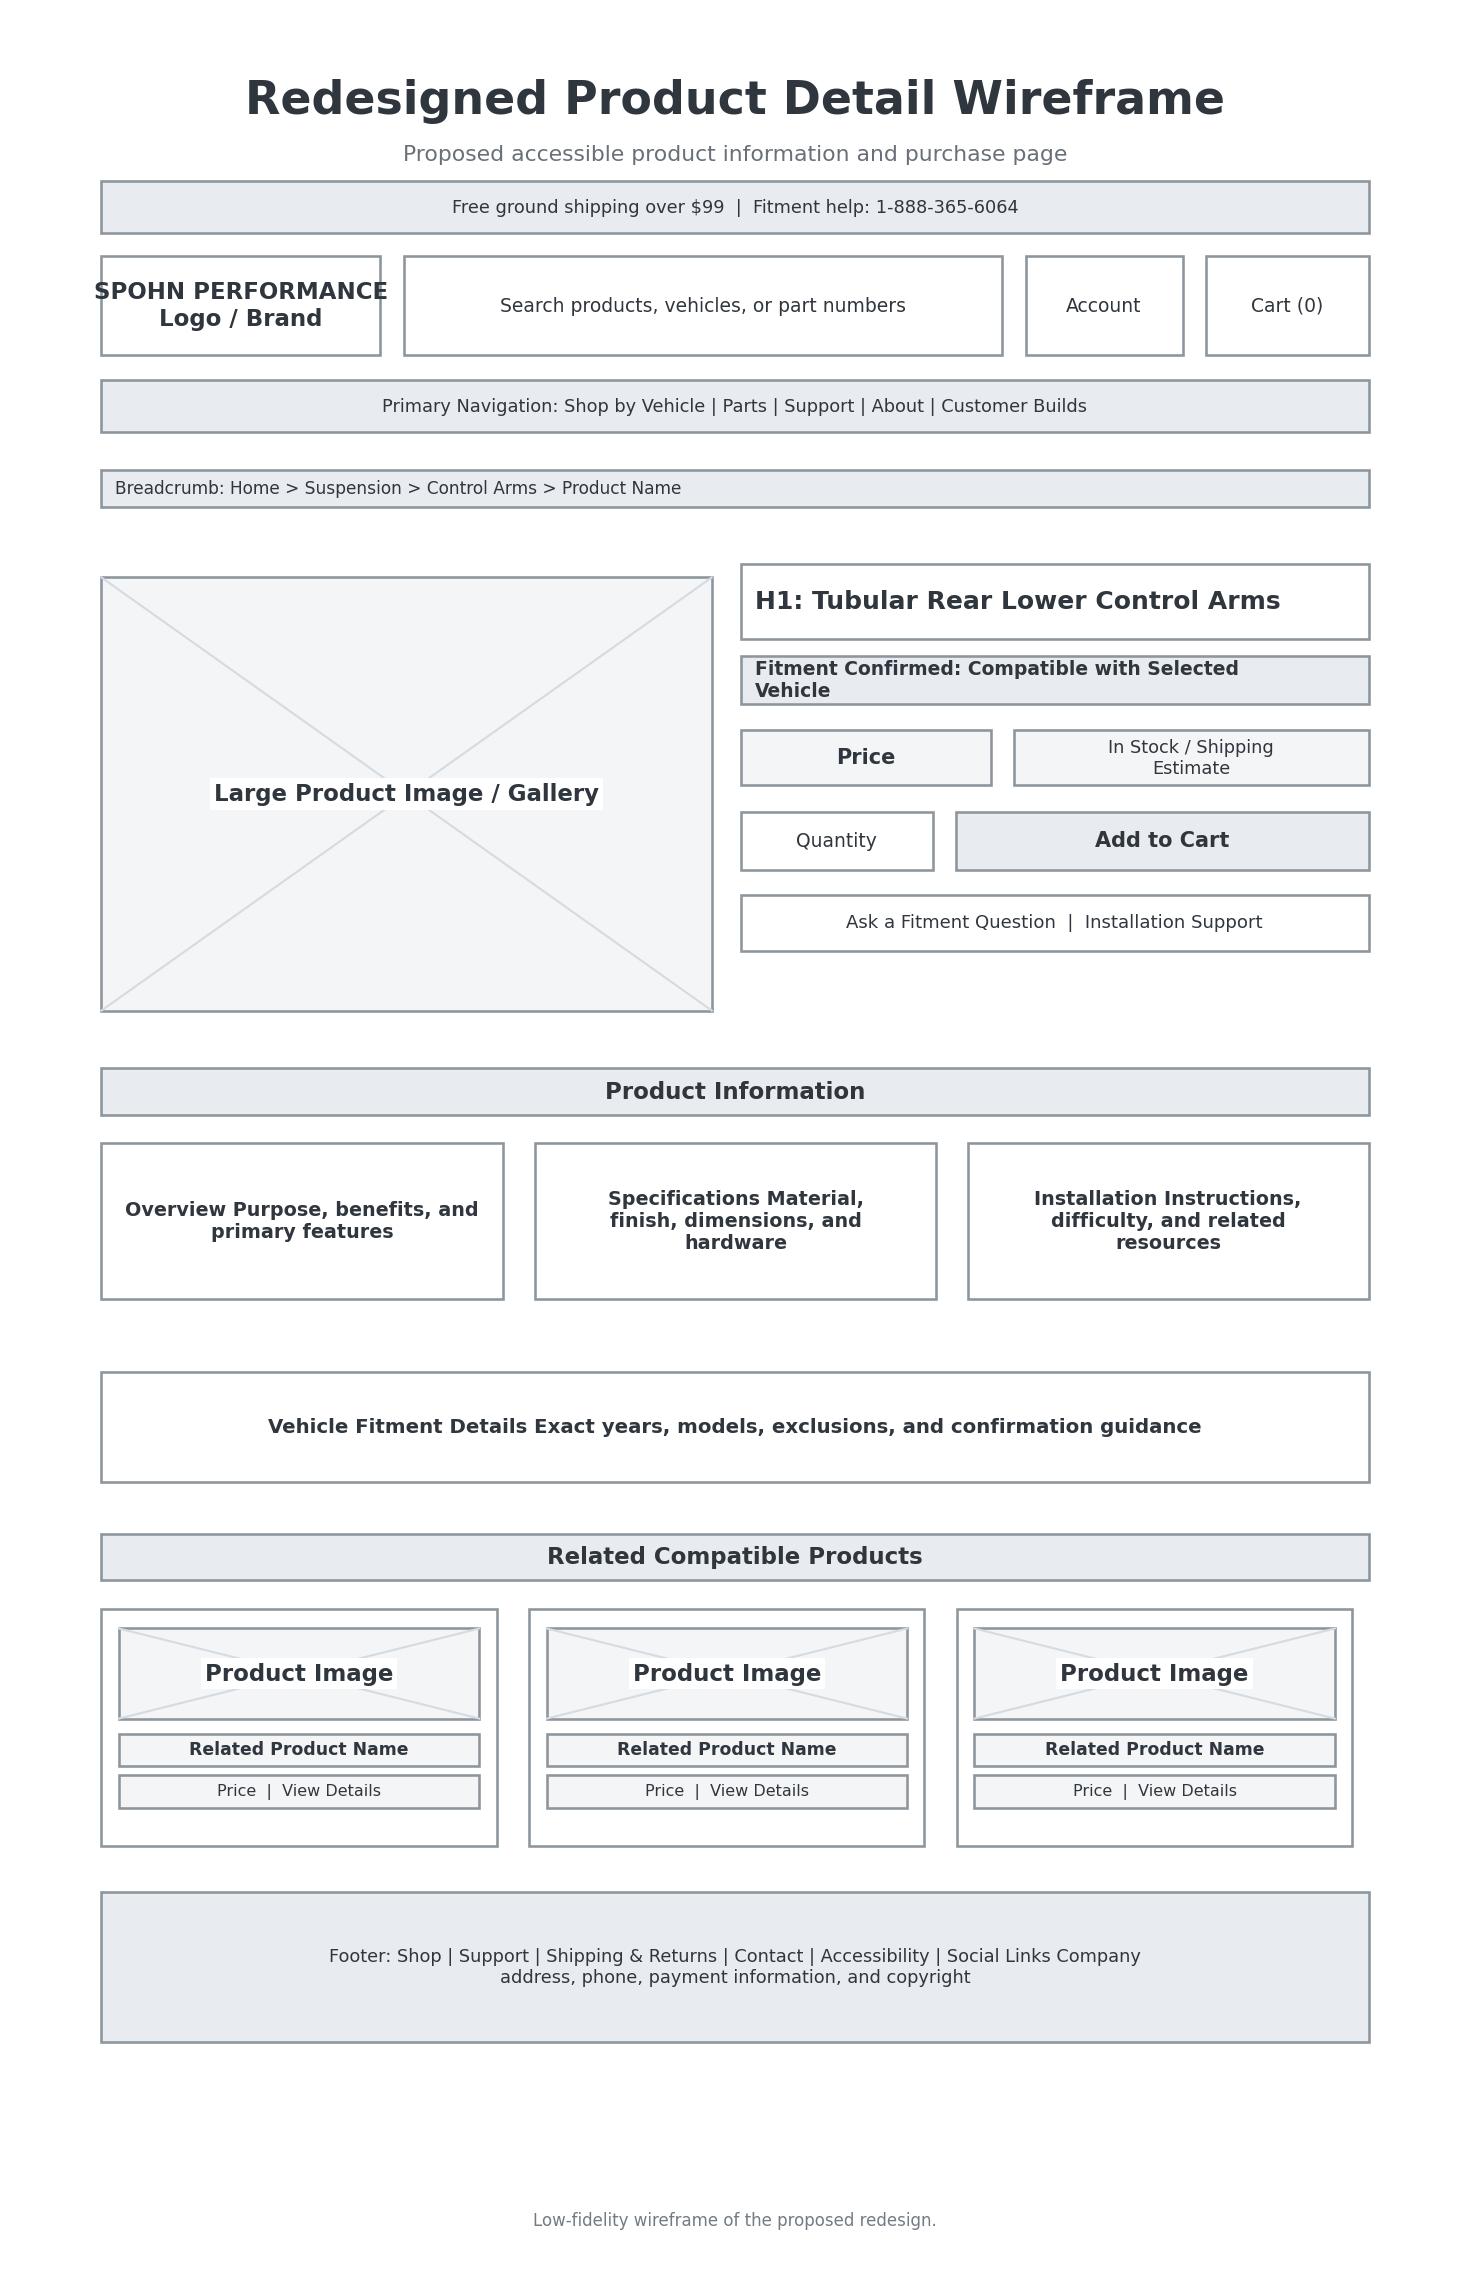 Redesigned Product Detail Wireframe
Proposed accessible product information and purchase page
Free ground shipping over $99 | Fitment help: 1-888-365-6064
SPOHN PERFORMANCE
Logo / Brand
Search products, vehicles, or part numbers
Account
Cart (0)
Primary Navigation: Shop by Vehicle | Parts | Support | About | Customer Builds
Breadcrumb: Home > Suspension > Control Arms > Product Name
Large Product Image / Gallery
H1: Tubular Rear Lower Control Arms
Fitment Confirmed: Compatible with Selected
Vehicle
Price
In Stock / Shipping
Estimate
Quantity
Add to Cart
Ask a Fitment Question | Installation Support
Product Information
Overview Purpose, benefits, and
primary features
Specifications Material,
finish, dimensions, and
hardware
Installation Instructions,
difficulty, and related
resources
Vehicle Fitment Details Exact years, models, exclusions, and confirmation guidance
Related Compatible Products
Product Image
Related Product Name
Price | View Details
Product Image
Related Product Name
Price | View Details
Product Image
Related Product Name
Price | View Details
Footer: Shop | Support | Shipping & Returns | Contact | Accessibility | Social Links Company
address, phone, payment information, and copyright
Low-fidelity wireframe of the proposed redesign.